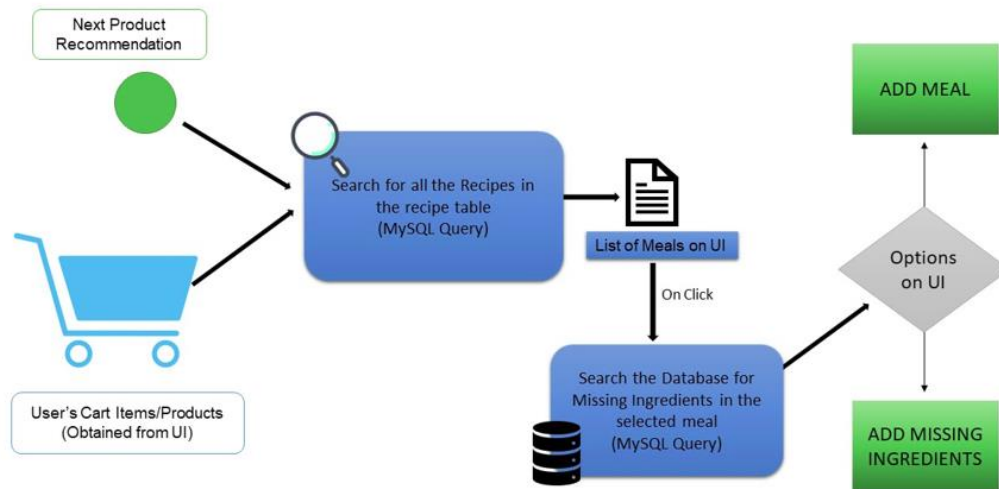 Next Product
Recommendation
ADD MEAL
Search for all the Recipes in
the recipe table
(MySQL Query)
List of Meals on UI
Options
on UI
On Click
User's Cart Items/Products
(Obtained from UI)
Search the Database for
Missing Ingredients in the
selected meal
(MySQL Query)
ADD MISSING
INGREDIENTS